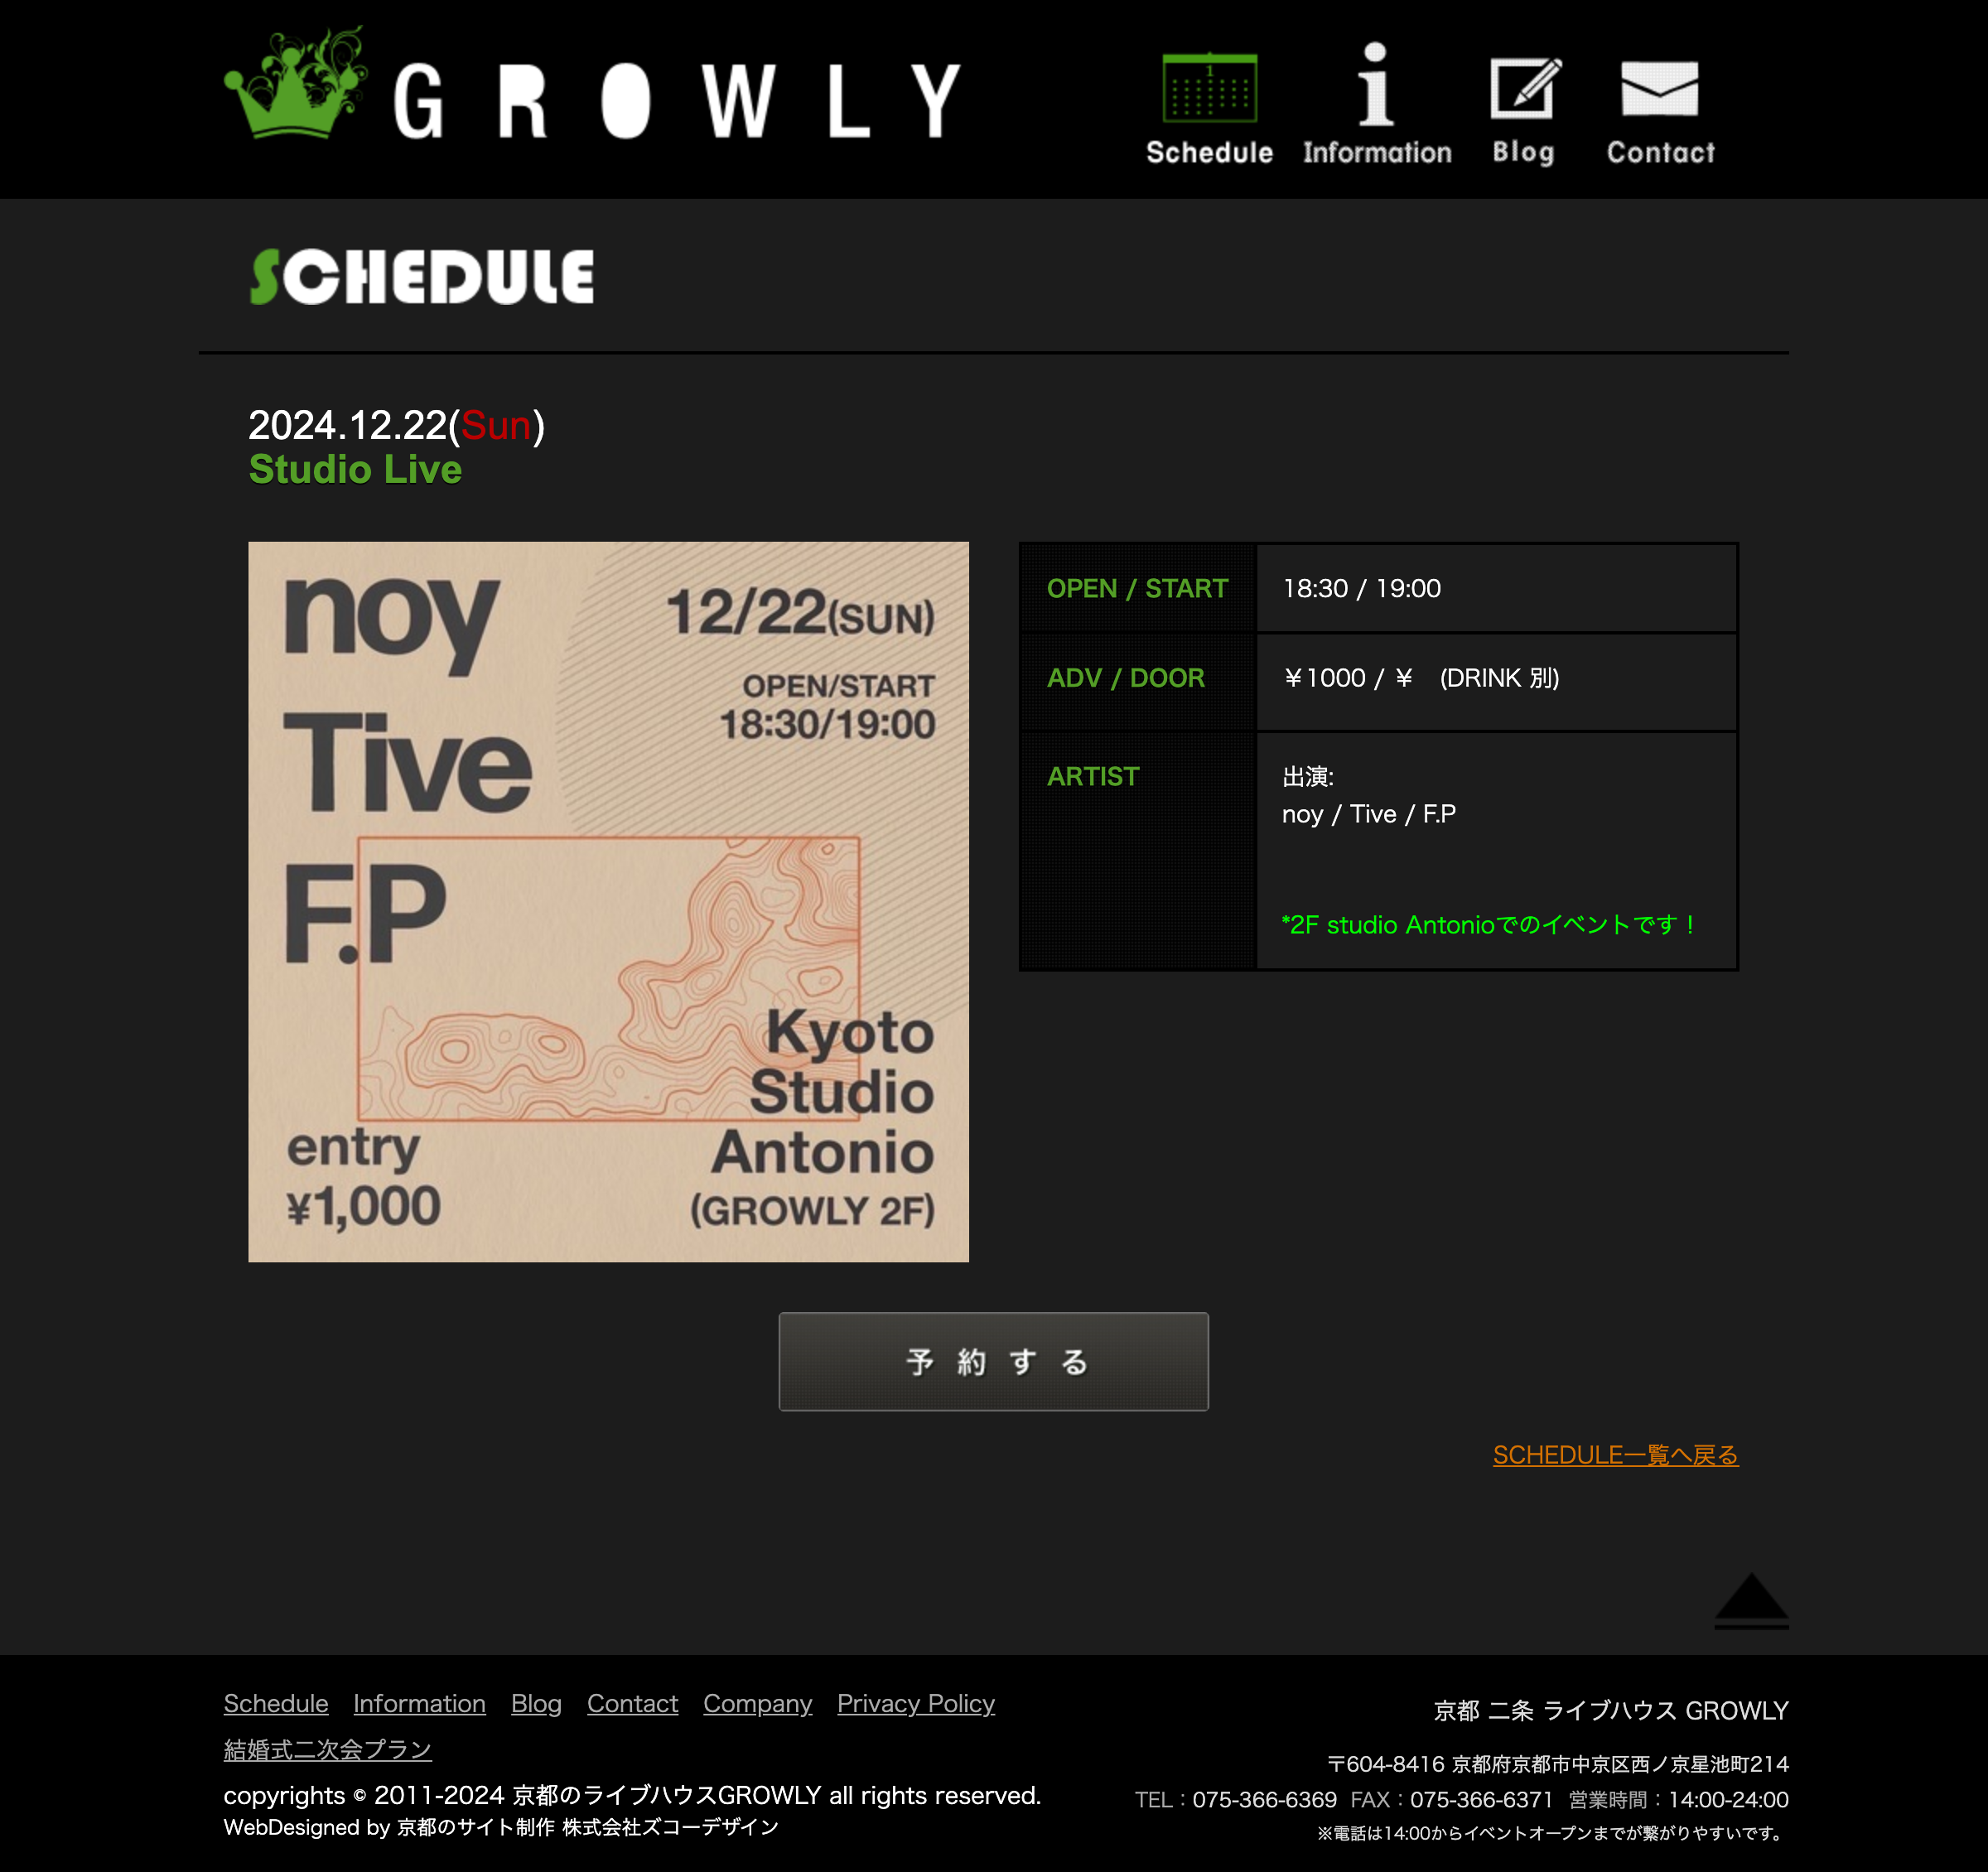 GROWLY
Schedule
Information
Blog
Contact
SCHEDULE
2024.12.22(Sun)
Studio Live
noy
Tive
F.P
12/22(SUN)
OPEN/START
18:30/19:00
Kyoto
Studio
Antonio
(GROWLY 2F)
entry
¥1,000
OPEN / START
18:30 / 19:00
ADV / DOOR
￥1000 / ￥　(DRINK 別)
ARTIST
出演:
noy / Tive / F.P
*2F studio Antonioでのイベントです！
予約する
SCHEDULE一覧へ戻る
Schedule Information Blog Contact Company Privacy Policy
結婚式二次会プラン
copyrights © 2011-2024 京都のライブハウスGROWLY all rights reserved.
WebDesigned by 京都のサイト制作 株式会社ズコーデザイン
京都 二条 ライブハウス GROWLY
〒604-8416 京都府京都市中京区西ノ京星池町214
TEL：075-366-6369 FAX：075-366-6371 営業時間：14:00-24:00
※電話は14:00からイベントオープンまでが繋がりやすいです。